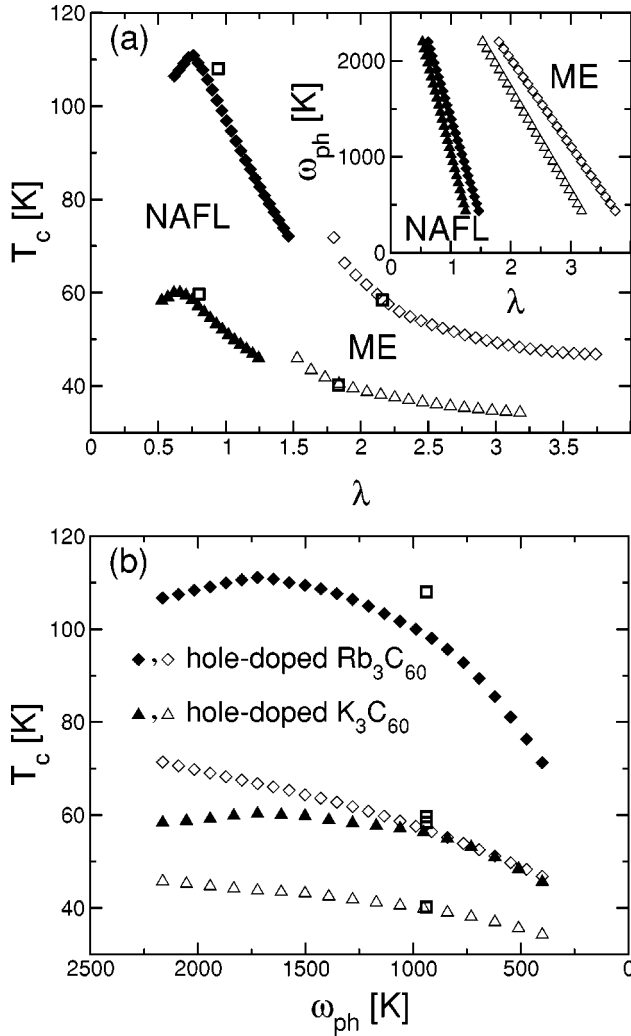 (a)
120
100
80
60
40
T_c [K]
NAFL
ME
0 0.5 1 1.5 2 2.5 3 3.5
λ
2000
1000
0
ω_ph [K]
ME
NAFL
0 1 2 3
λ
(b)
120
100
80
60
40
T_c [K]
◆,◇ hole-doped Rb₃C₆₀
▲,△ hole-doped K₃C₆₀
2500 2000 1500 1000 500 0
ω_ph [K]